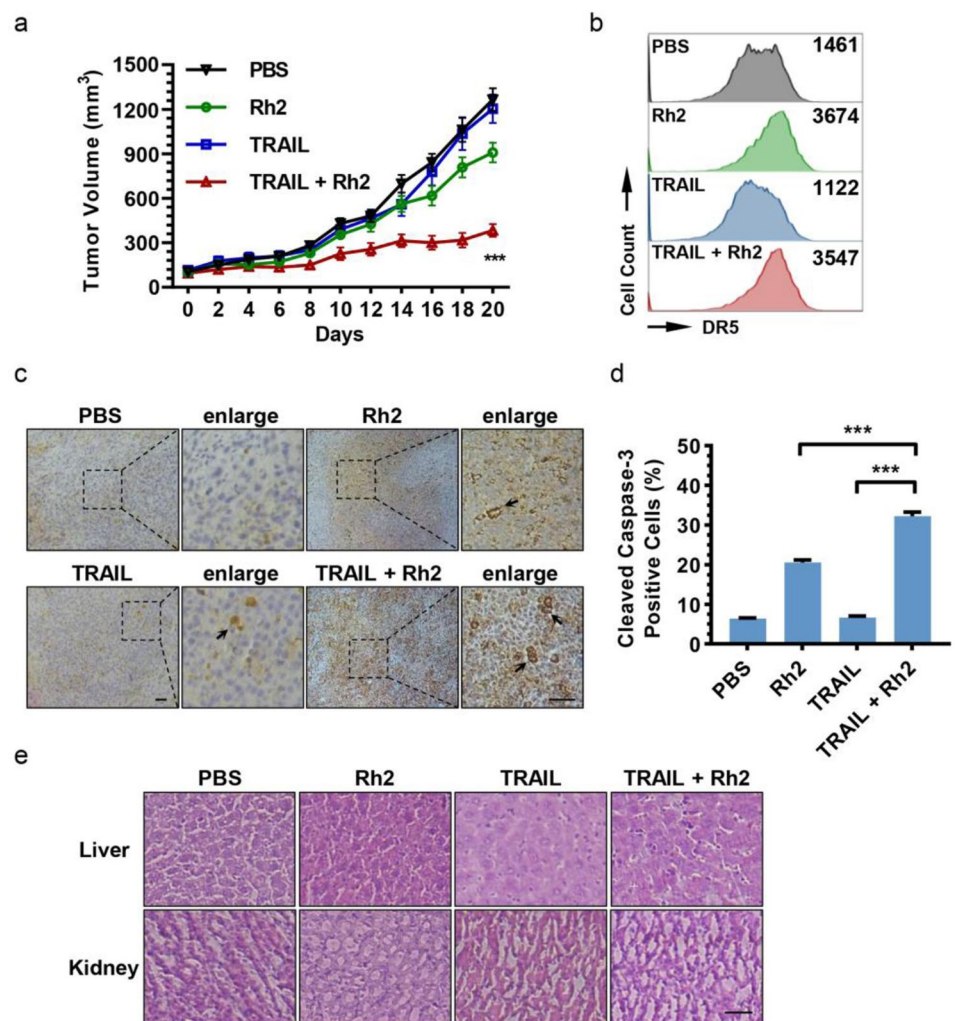 a
Tumor Volume (mm3)
1500
1200
900
600
300
0
PBS
Rh2
TRAIL
TRAIL + Rh2
***
0 2 4 6 8 10 12 14 16 18 20
Days
b
PBS 1461
Rh2 3674
TRAIL 1122
TRAIL + Rh2 3547
Cell Count
DR5
c
PBS enlarge Rh2 enlarge
TRAIL enlarge TRAIL + Rh2 enlarge
d
Cleaved Caspase-3
Positive Cells (%)
50
40
30
20
10
0
***
***
PBS
Rh2
TRAIL
TRAIL + Rh2
e
PBS Rh2 TRAIL TRAIL + Rh2
Liver
Kidney